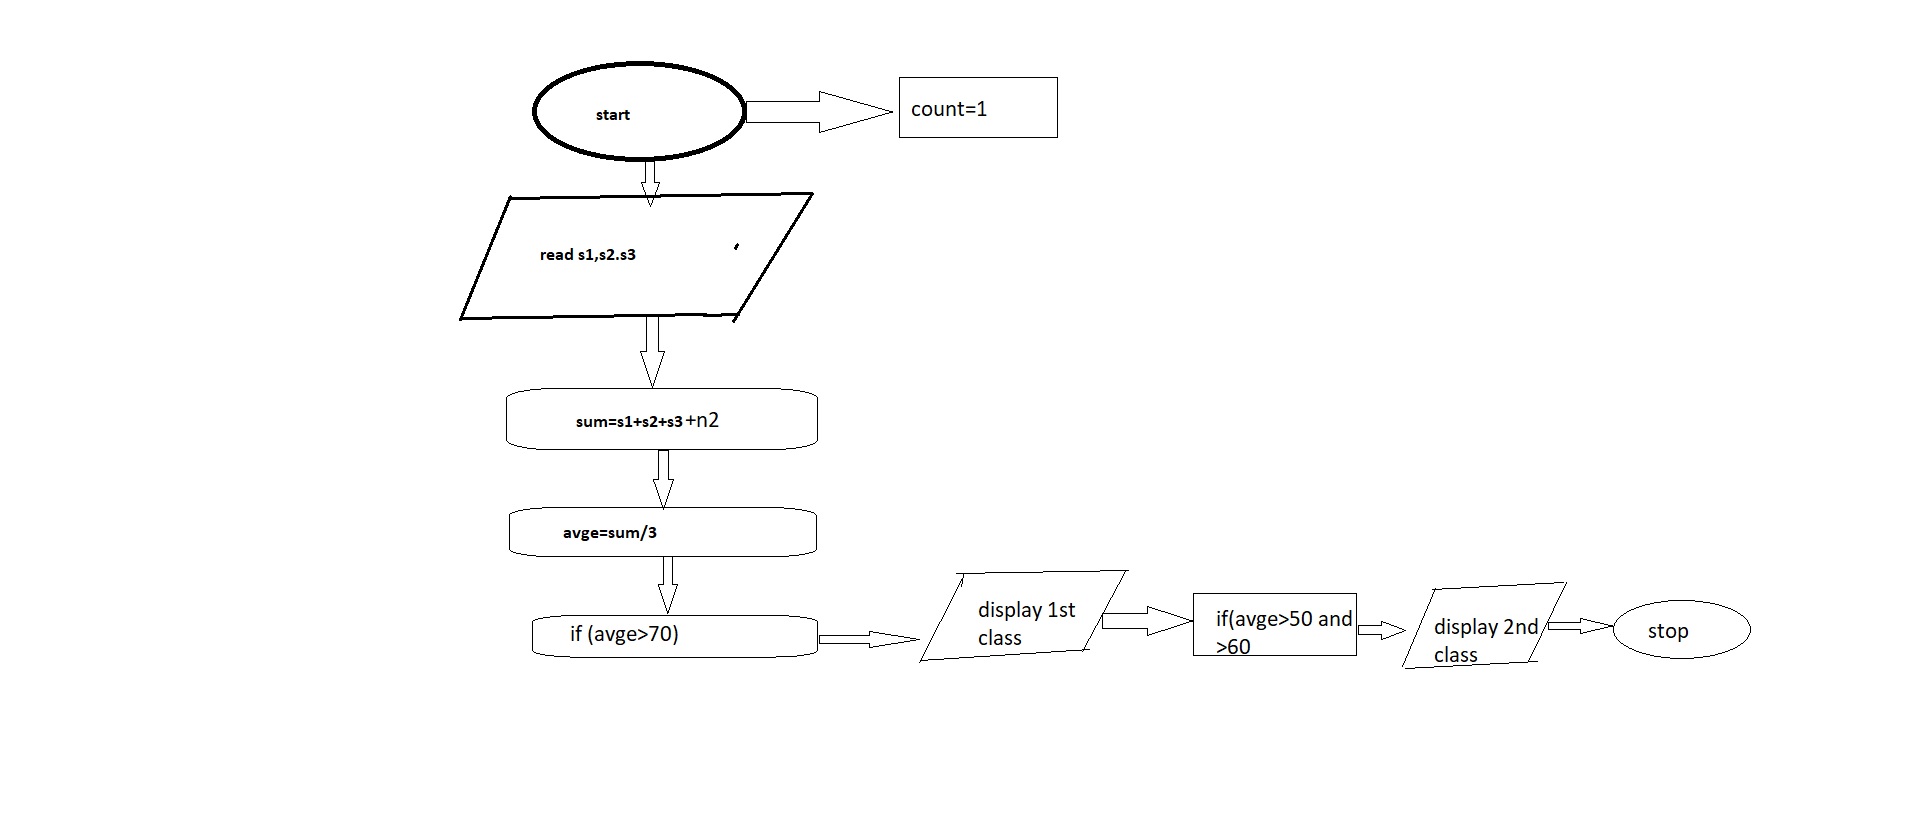 start
count=1
read s1,s2.s3
sum=s1+s2+s3+n2
avge=sum/3
if (avge>70)
display 1st
class
if(avge>50 and
>60
display 2nd
class
stop